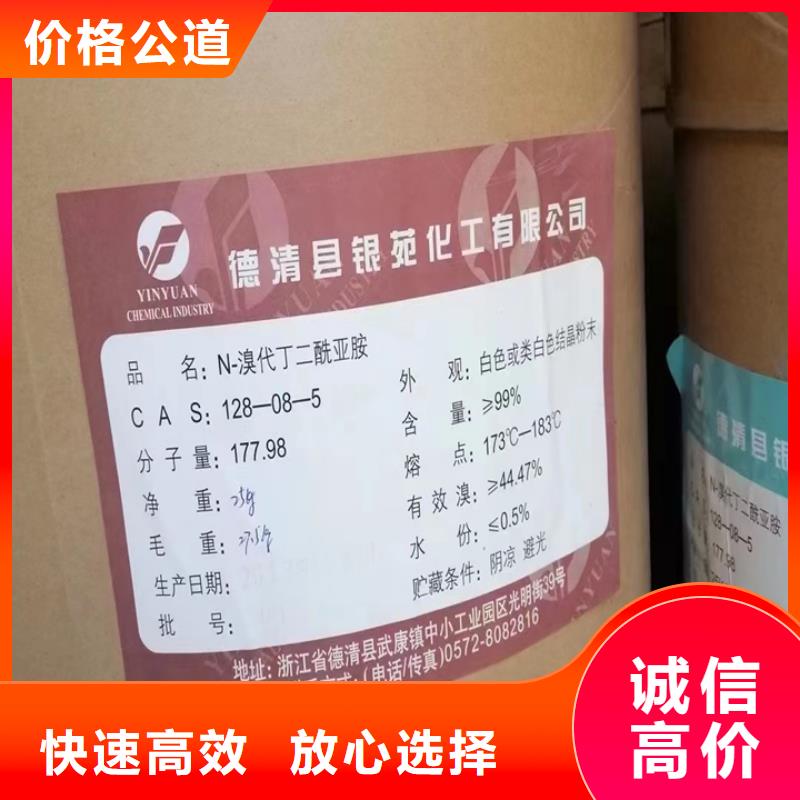 价格公道
YINYUAN
CHEMICAL INDUSTRY
德清县银苑化工有限公司
品 名: N-溴代丁二酰亚胺
C A S: 128—08—5
分子量: 177.98
净 重: 25kg
毛 重: 27.5kg
生产日期:
批 号:
外 观: 白色或类白色结晶粉末
含 量: ≥99%
熔 点: 173℃—183℃
有效溴: ≥44.47%
水 份: ≤0.5%
贮藏条件: 阴凉 避光
地址: 浙江省德清县武康镇中小工业园区光明街39号
(电话/传真)0572-8082816
德清县银
N-溴代丁二酰亚胺
128—08—5
177.98
快速高效 放心选择
诚信
高价